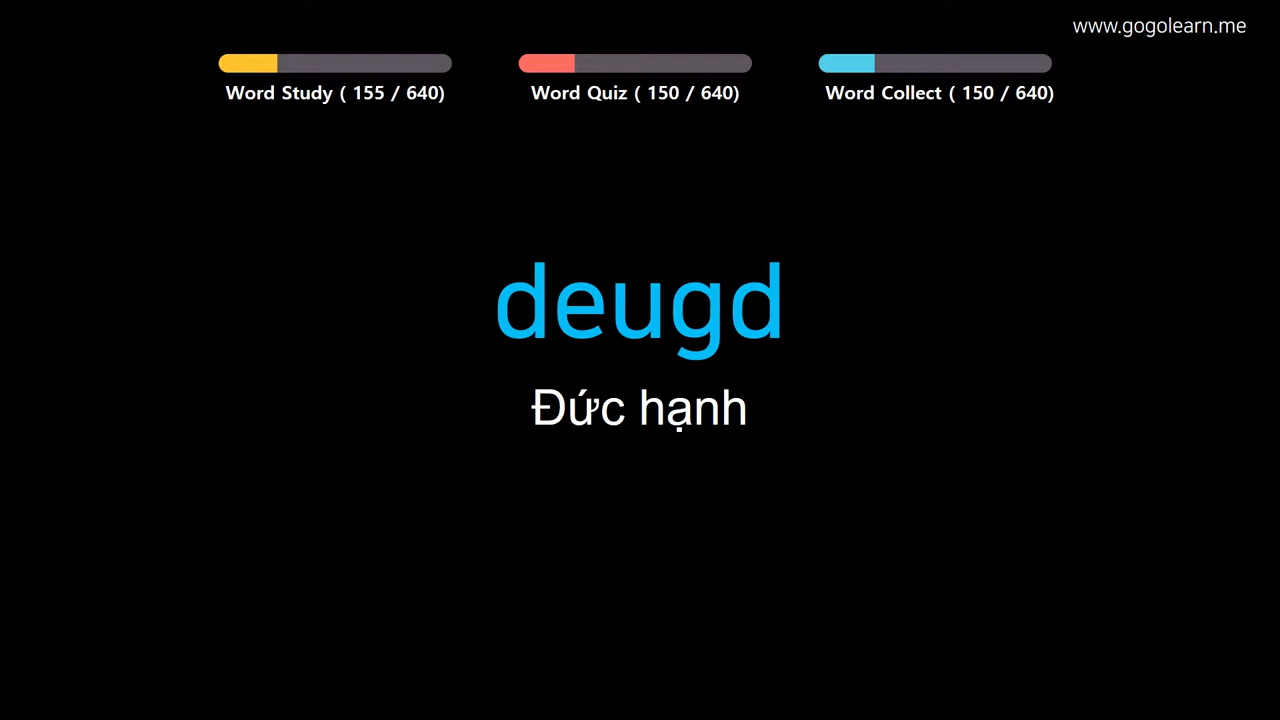 www.gogolearn.me
Word Study ( 155 / 640)
Word Quiz ( 150 / 640)
Word Collect ( 150 / 640)
deugd
Đức hạnh